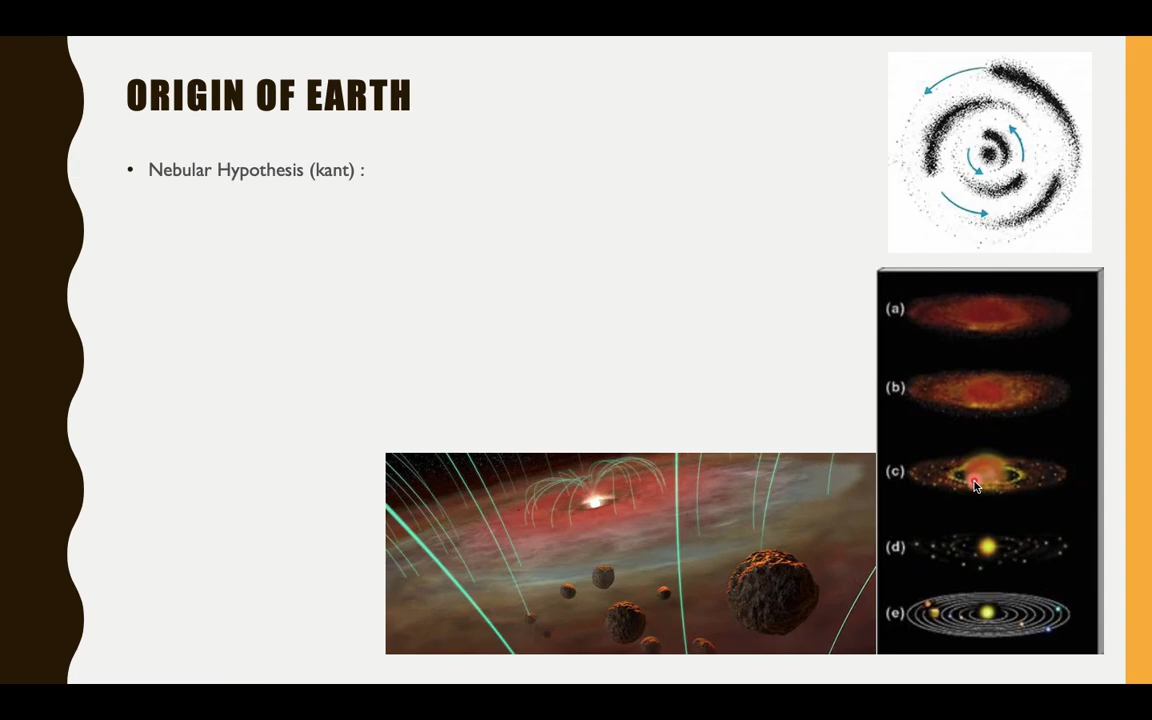 ORIGIN OF EARTH
• Nebular Hypothesis (kant) :
(a)
(b)
(c)
(d)
(e)